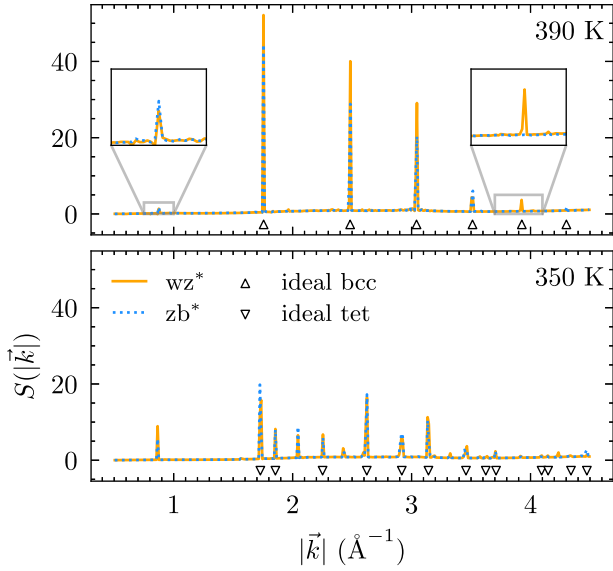 390 K
40
20
0
350 K
wz* ideal bcc
zb* ideal tet
40
20
0
S(|k⃗|)
1 2 3 4
|k⃗| (Å⁻¹)